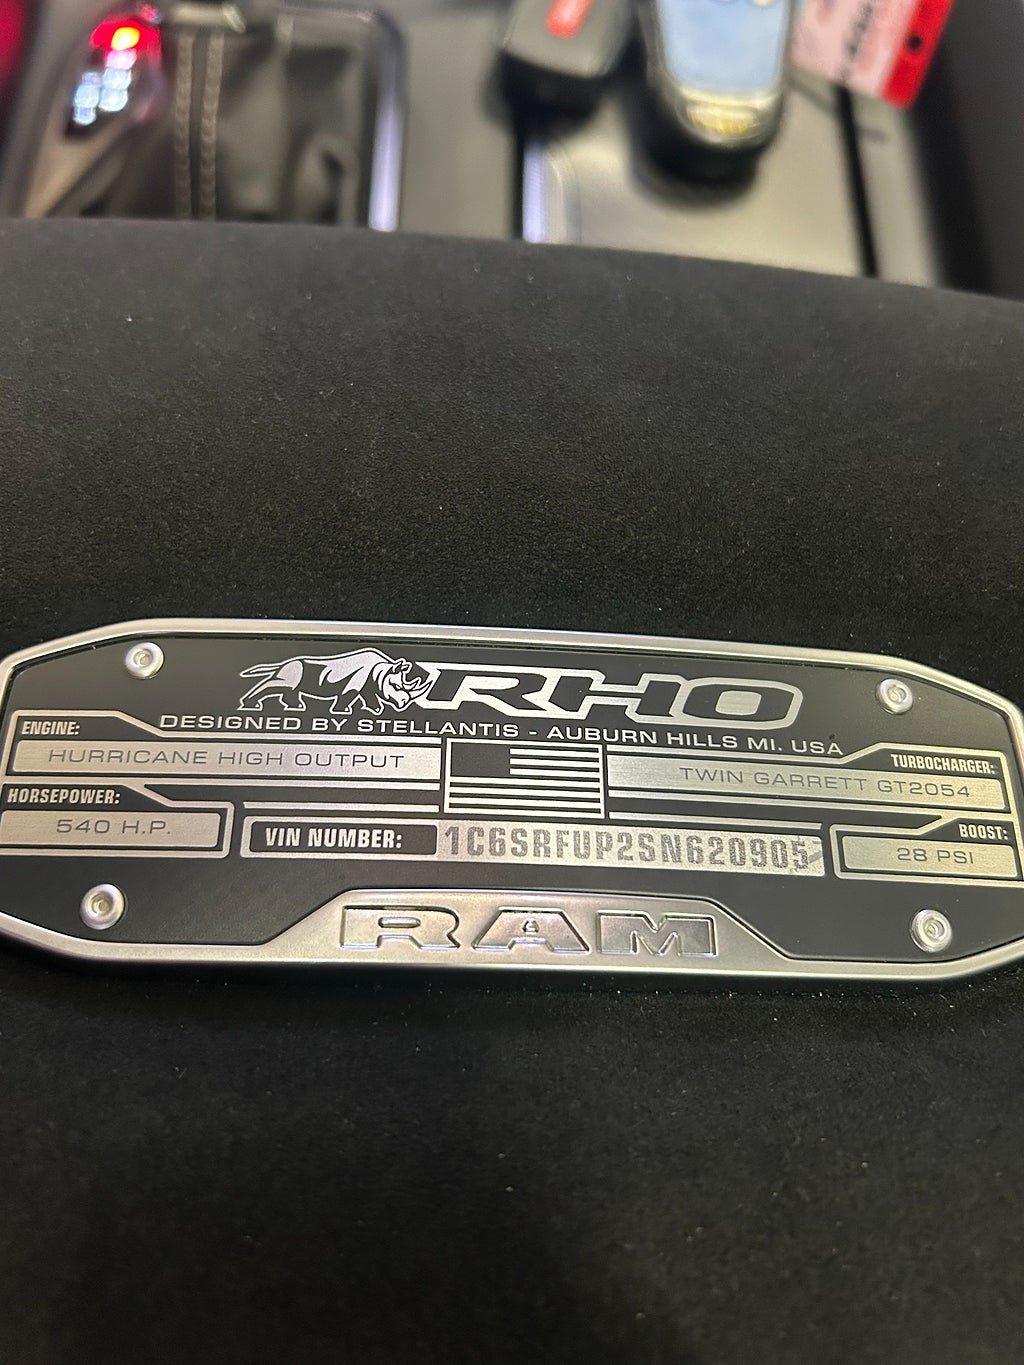 RHO
DESIGNED BY STELLANTIS - AUBURN HILLS MI. USA
ENGINE:
HURRICANE HIGH OUTPUT
TURBOCHARGER:
TWIN GARRETT GT2054
HORSEPOWER:
540 H.P.
VIN NUMBER: 1C6SRFUP2SN620905
BOOST:
28 PSI
RAM